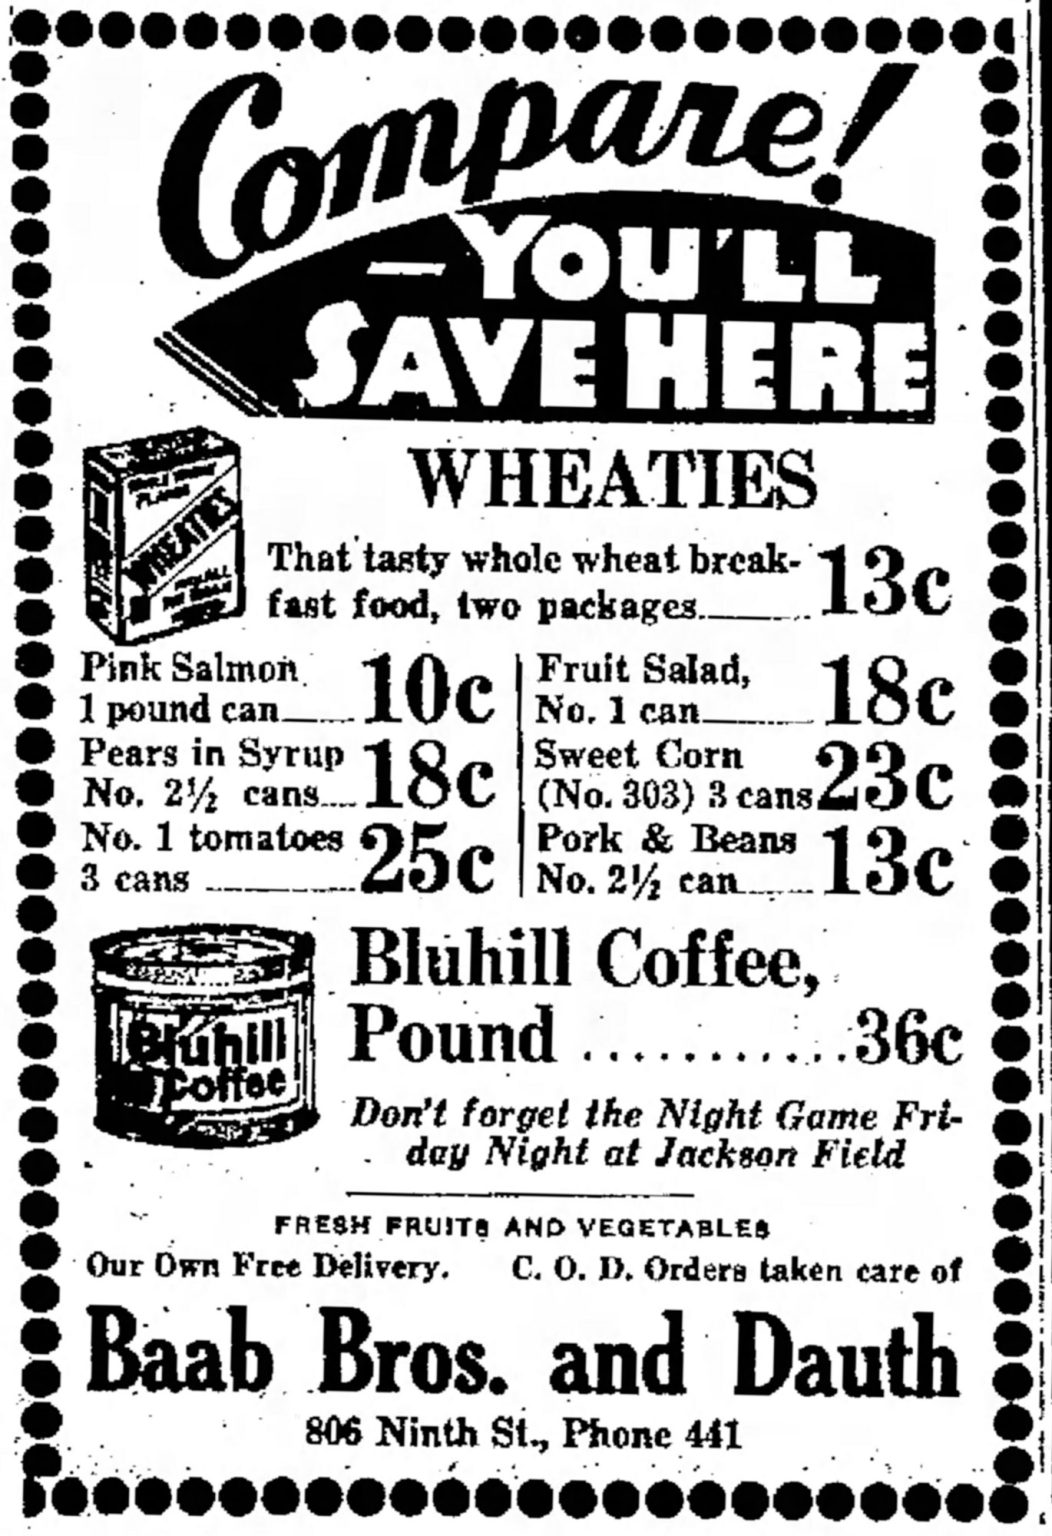 Compare!
—YOU'LL
SAVE HERE
WHEATIES
WHEATIES
That tasty whole wheat break-
fast food, two packages 13c
Pink Salmon
1 pound can 10c
Pears in Syrup
No. 2½ cans 18c
No. 1 tomatoes
3 cans 25c
Fruit Salad,
No. 1 can 18c
Sweet Corn
(No. 303) 3 cans 23c
Pork & Beans
No. 2½ can 13c
Bluhill
Coffee
Bluhill Coffee,
Pound ............36c
Don't forget the Night Game Fri-
day Night at Jackson Field
FRESH FRUITS AND VEGETABLES
Our Own Free Delivery. C. O. D. Orders taken care of
Baab Bros. and Dauth
806 Ninth St., Phone 441